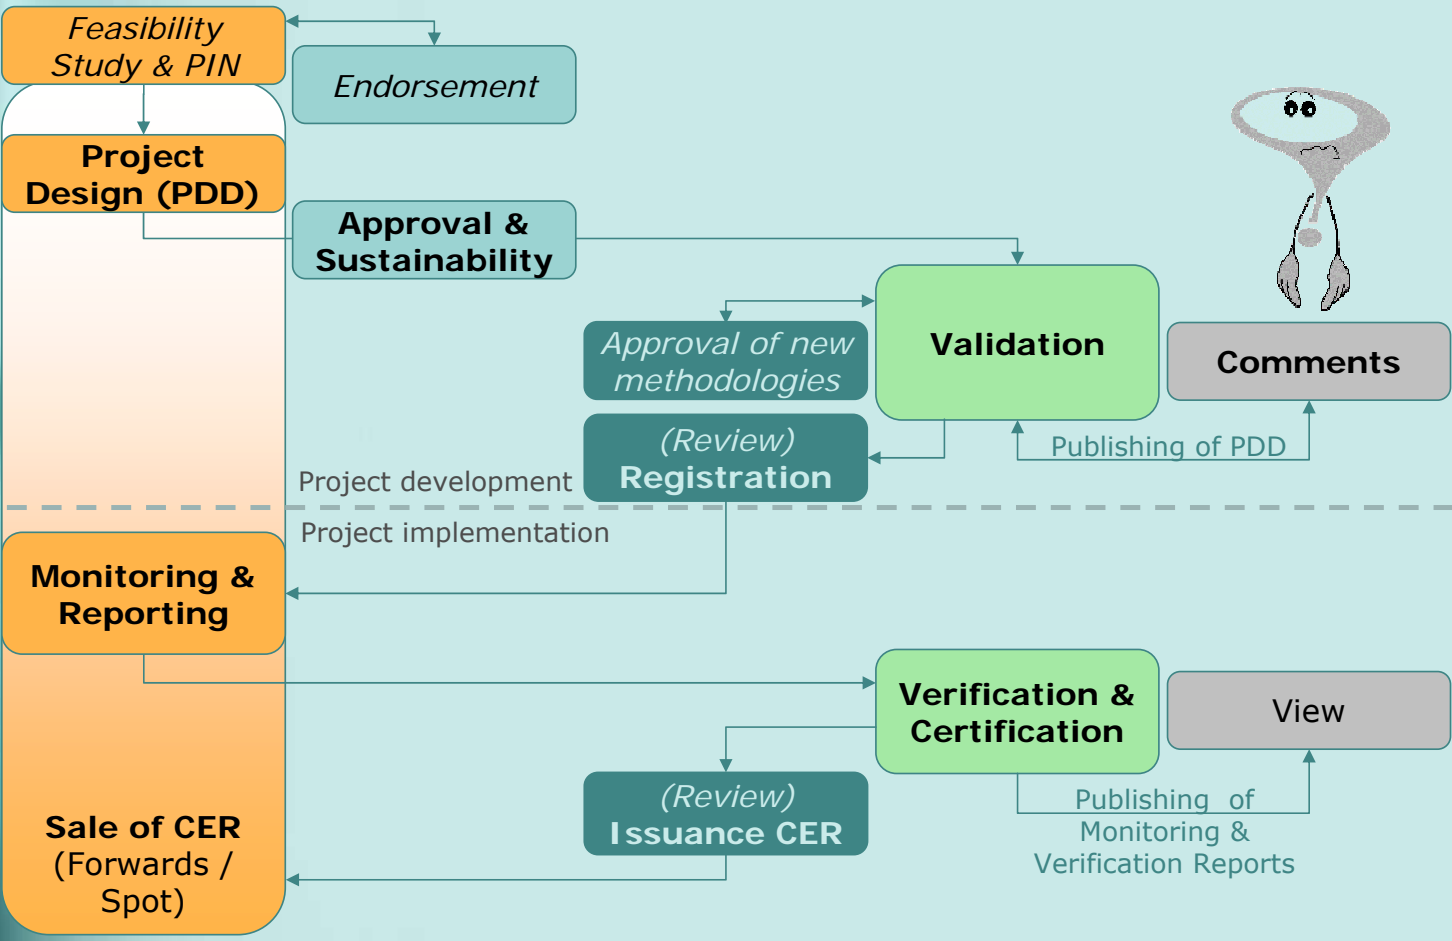 Feasibility
Study & PIN
Endorsement
Project
Design (PDD)
Approval &
Sustainability
Validation
Approval of new
methodologies
Comments
(Review)
Registration
Publishing of PDD
Project development
Project implementation
Monitoring &
Reporting
Verification &
Certification
View
(Review)
Issuance CER
Publishing of
Monitoring &
Verification Reports
Sale of CER
(Forwards /
Spot)